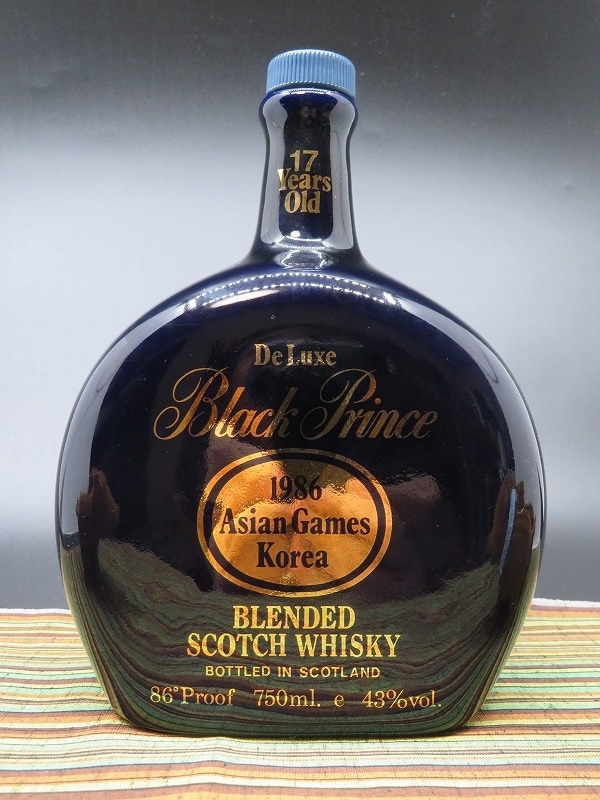 17
Years
Old
De Luxe
Black Prince
1986
Asian Games
Korea
BLENDED
SCOTCH WHISKY
BOTTLED IN SCOTLAND
86°Proof 750ml. e 43%vol.